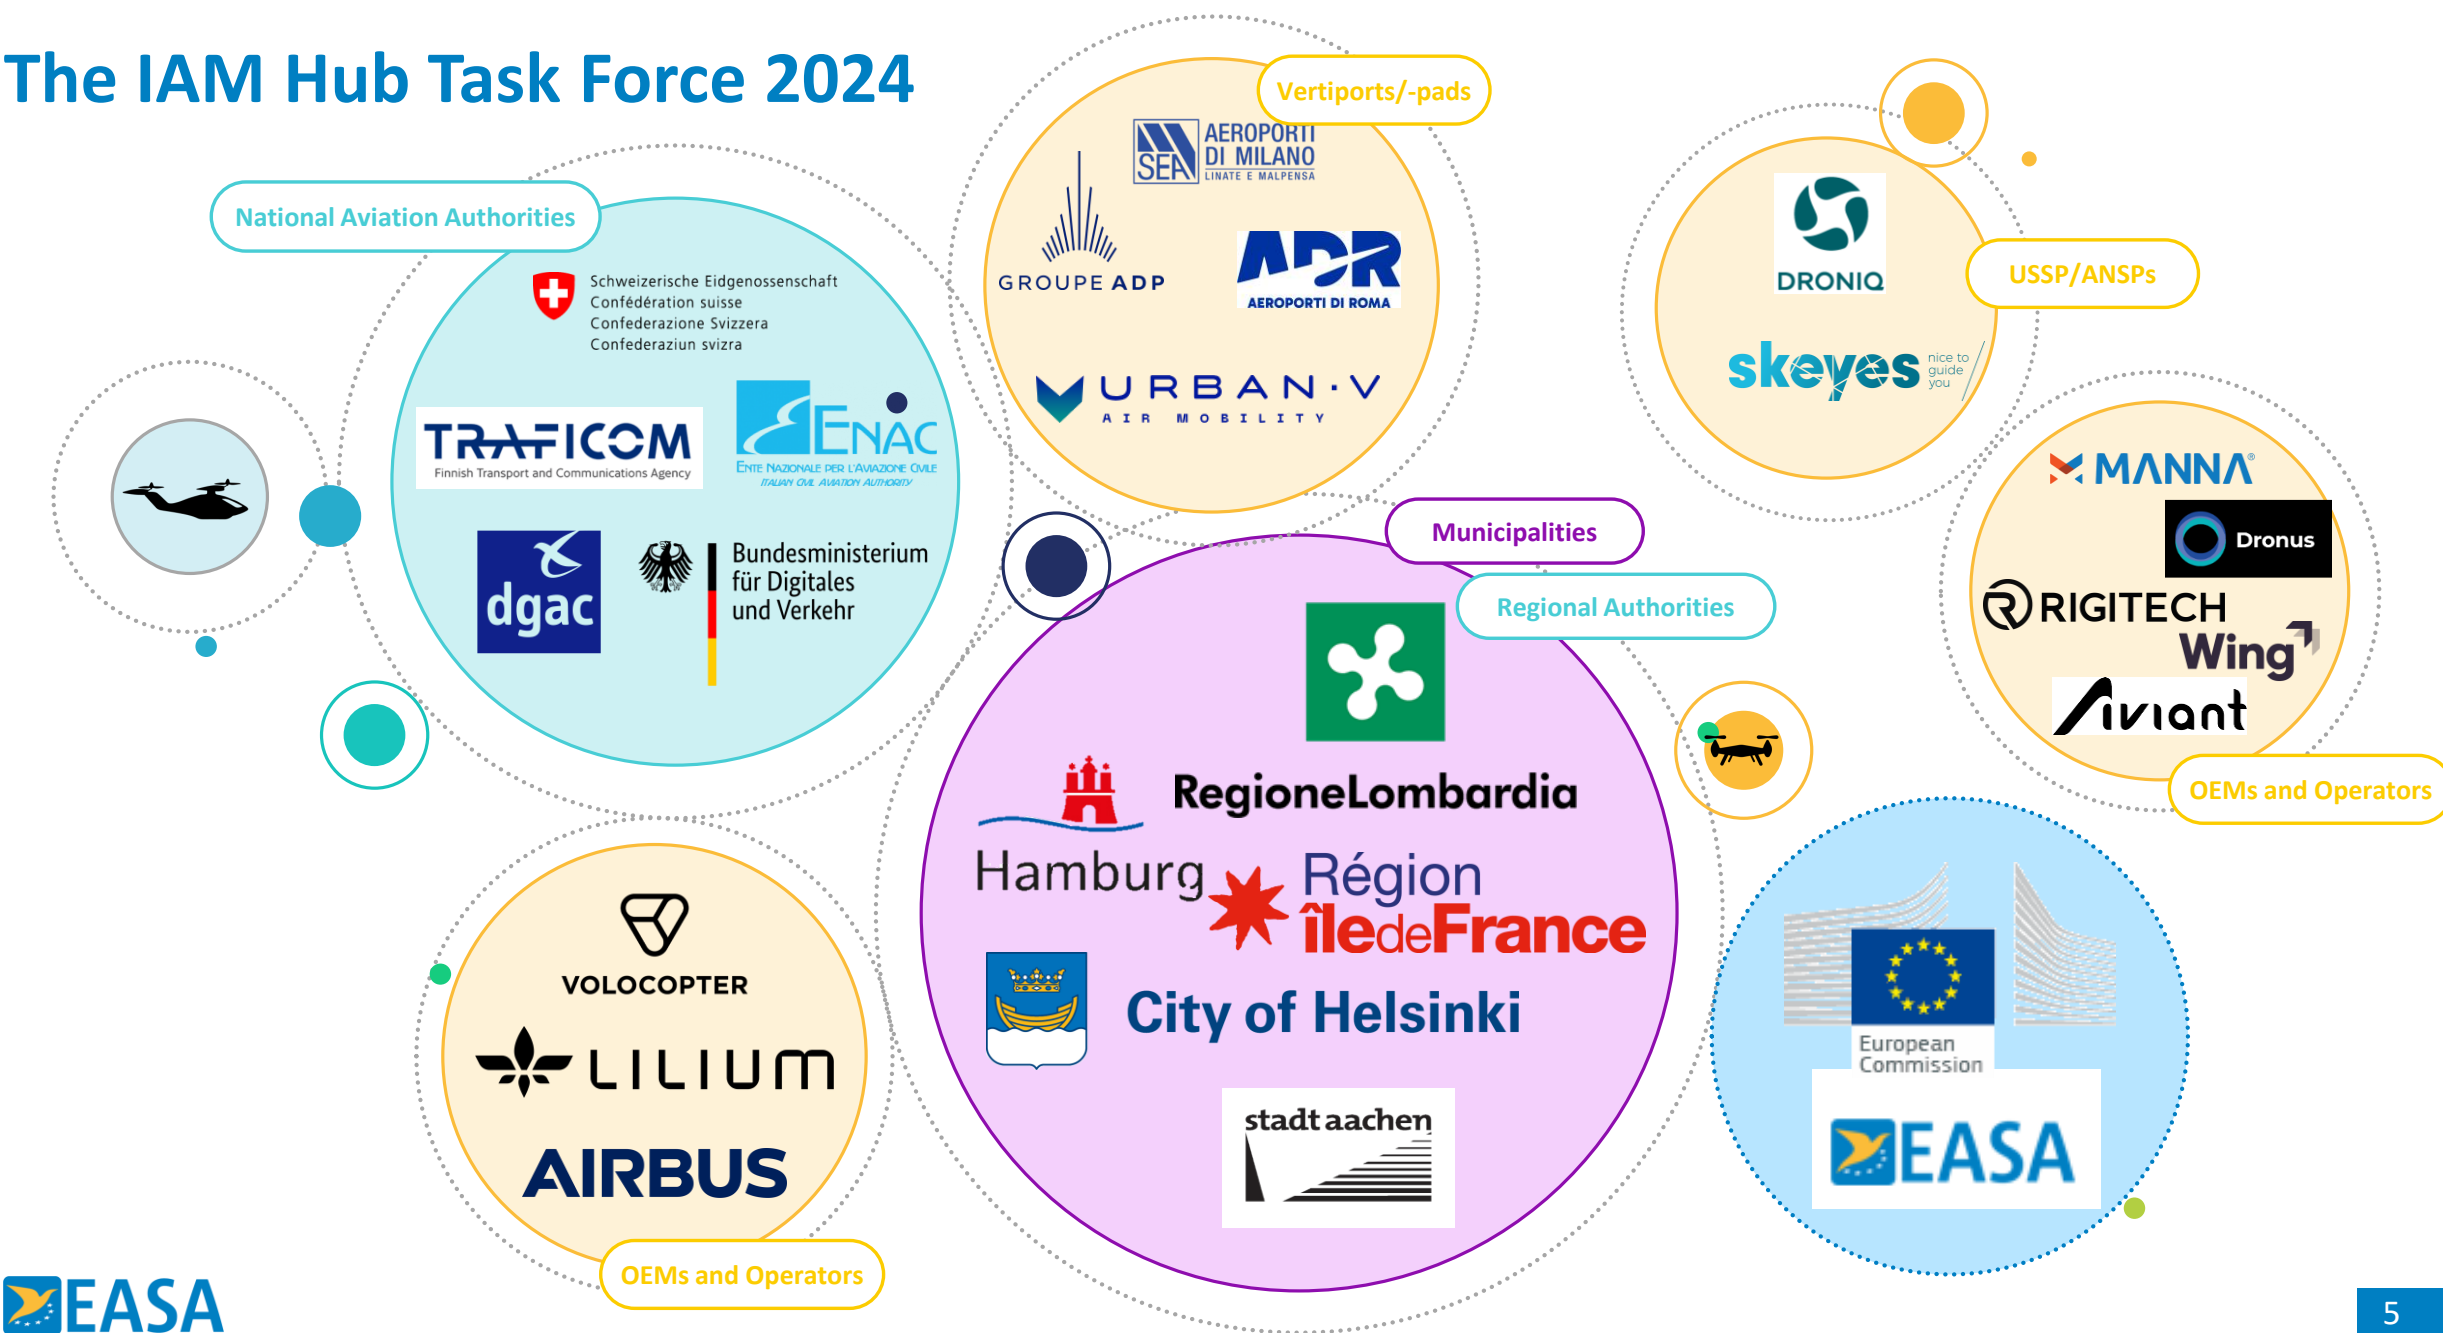 The IAM Hub Task Force 2024
National Aviation Authorities
Schweizerische Eidgenossenschaft
Confédération suisse
Confederazione Svizzera
Confederaziun svizra
TRAFICOM
Finnish Transport and Communications Agency
ENAC
ENTE NAZIONALE PER L'AVIAZIONE CIVILE
ITALIAN CIVIL AVIATION AUTHORITY
dgac
Bundesministerium
für Digitales
und Verkehr
Vertiports/-pads
SEA
AEROPORTI
DI MILANO
LINATE E MALPENSA
GROUPE ADP
ADR
AEROPORTI DI ROMA
URBAN·V
AIR MOBILITY
DRONIQ
USSP/ANSPs
skeyes
nice to
guide
you
MANNA®
Dronus
RIGITECH
Wing
Aviant
OEMs and Operators
Municipalities
Regional Authorities
RegioneLombardia
Hamburg
Région
îledeFrance
City of Helsinki
stadt aachen
VOLOCOPTER
LILIUM
AIRBUS
OEMs and Operators
European
Commission
EASA
EASA
5